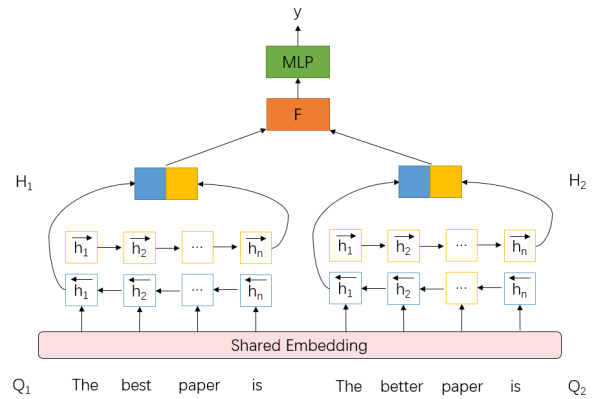 y
MLP
F
H₁ H₂
→h₁ →h₂ ... →hₙ →h₁ →h₂ ... →hₙ
←h₁ ←h₂ ... ←hₙ ←h₁ ←h₂ ... ←hₙ
Shared Embedding
Q₁ The best paper is The better paper is Q₂